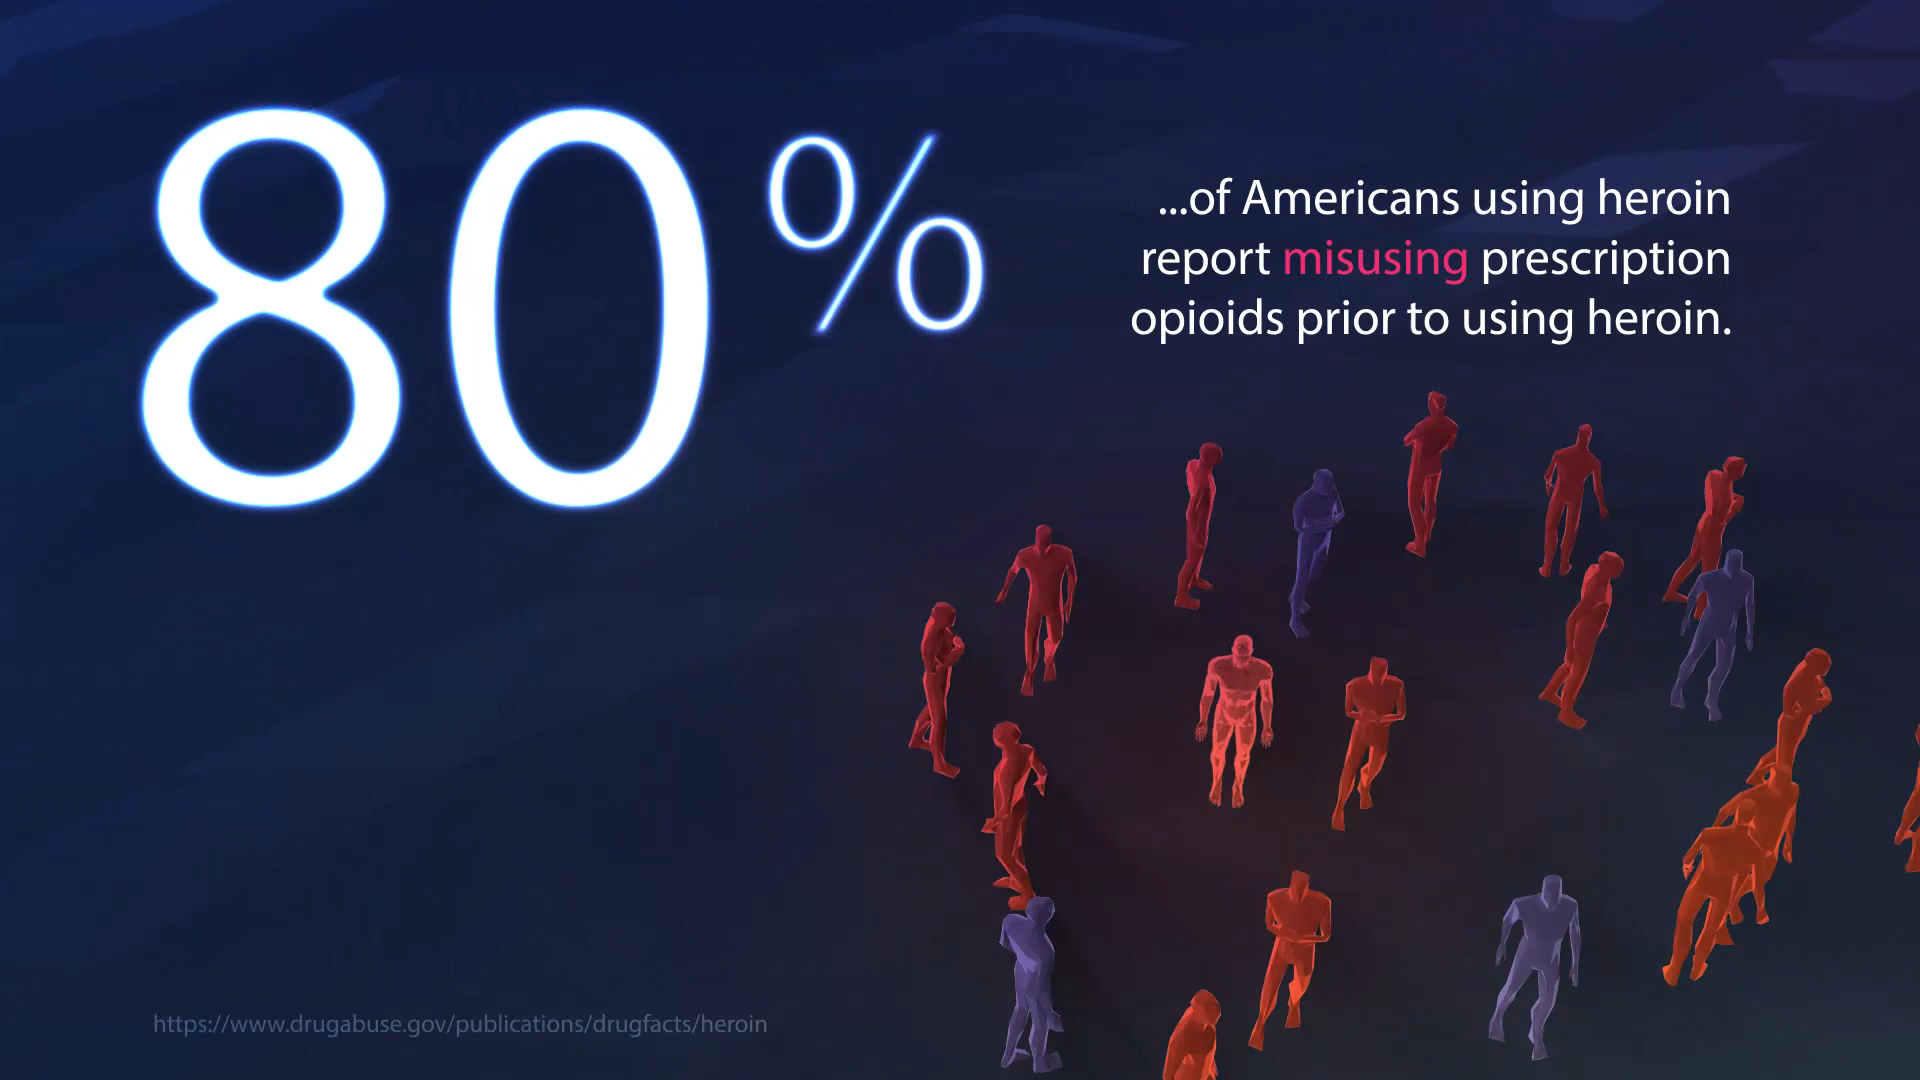 80%
...of Americans using heroin
report misusing prescription
opioids prior to using heroin.
https://www.drugabuse.gov/publications/drugfacts/heroin